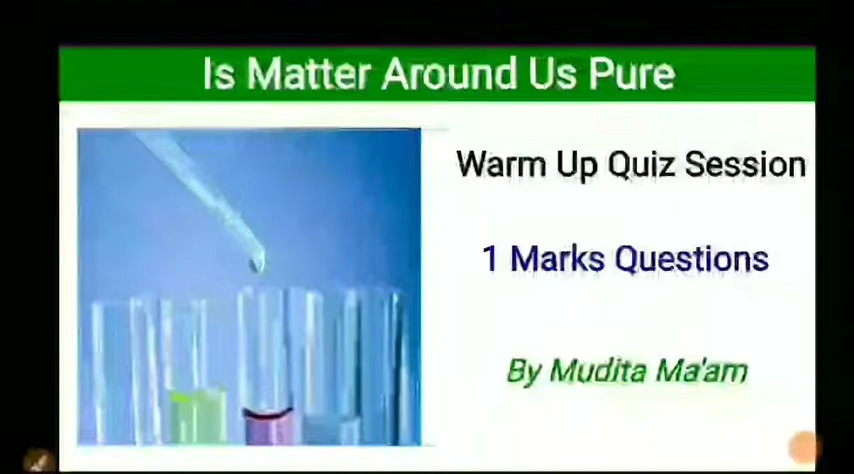 Is Matter Around Us Pure
Warm Up Quiz Session
1 Marks Questions
By Mudita Ma'am